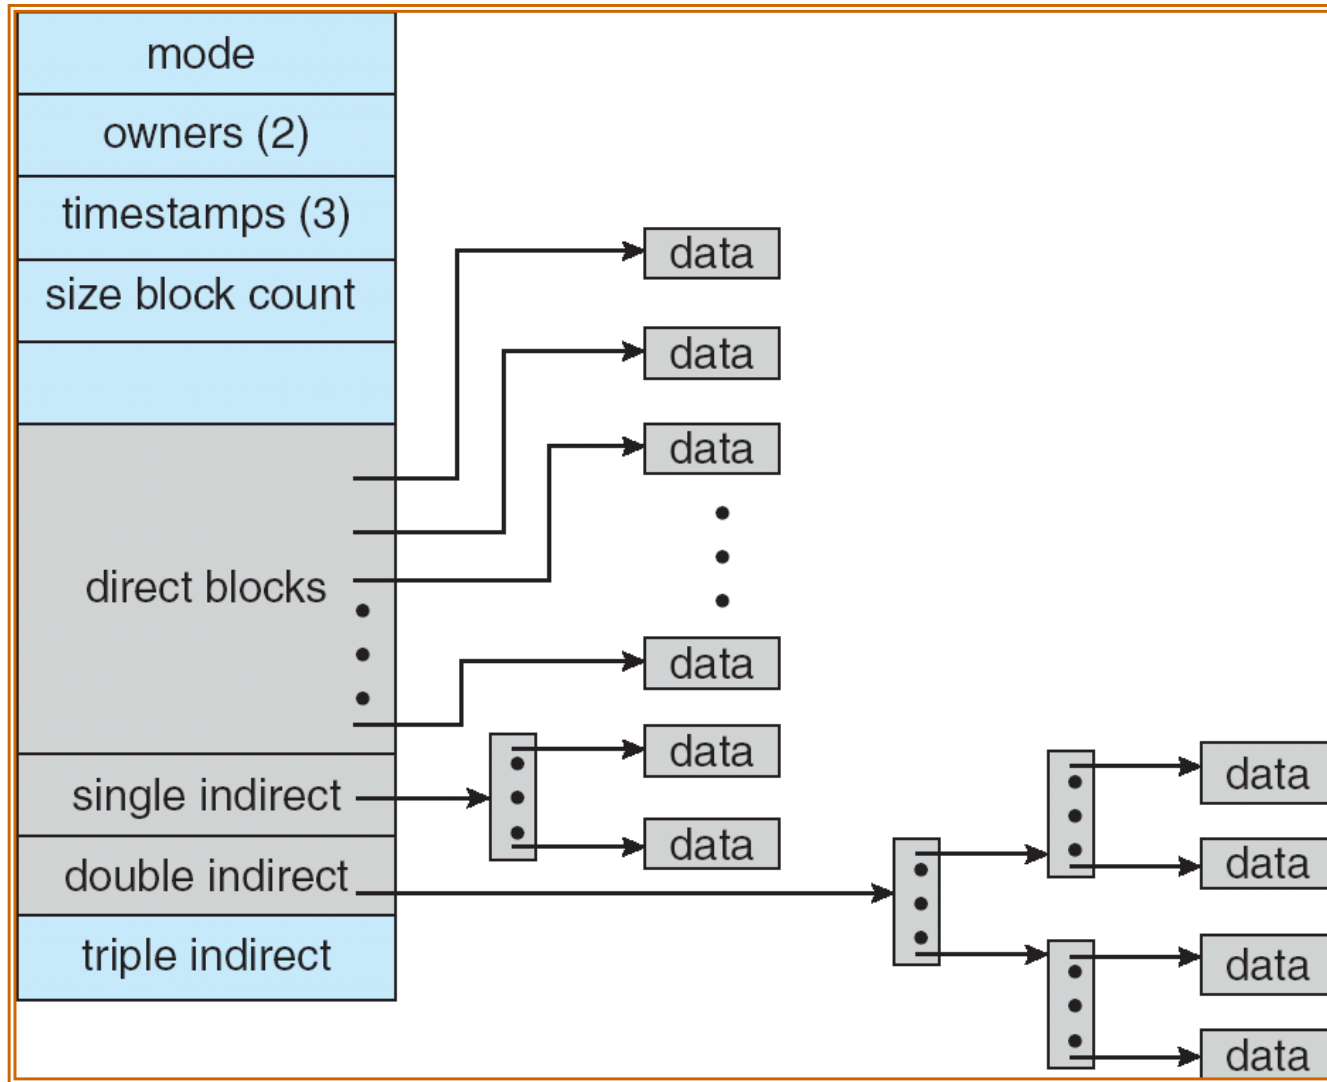 mode
owners (2)
timestamps (3)
size block count
direct blocks
single indirect
double indirect
triple indirect
data
data
data
data
data
data
data
data
data
data